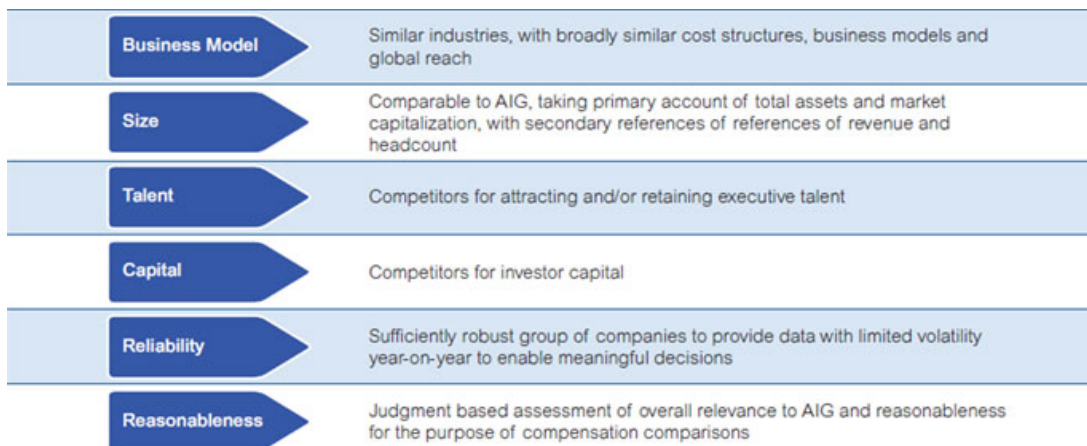 Business Model
Similar industries, with broadly similar cost structures, business models and
global reach
Size
Comparable to AIG, taking primary account of total assets and market
capitalization, with secondary references of references of revenue and
headcount
Talent
Competitors for attracting and/or retaining executive talent
Capital
Competitors for investor capital
Reliability
Sufficiently robust group of companies to provide data with limited volatility
year-on-year to enable meaningful decisions
Reasonableness
Judgment based assessment of overall relevance to AIG and reasonableness
for the purpose of compensation comparisons